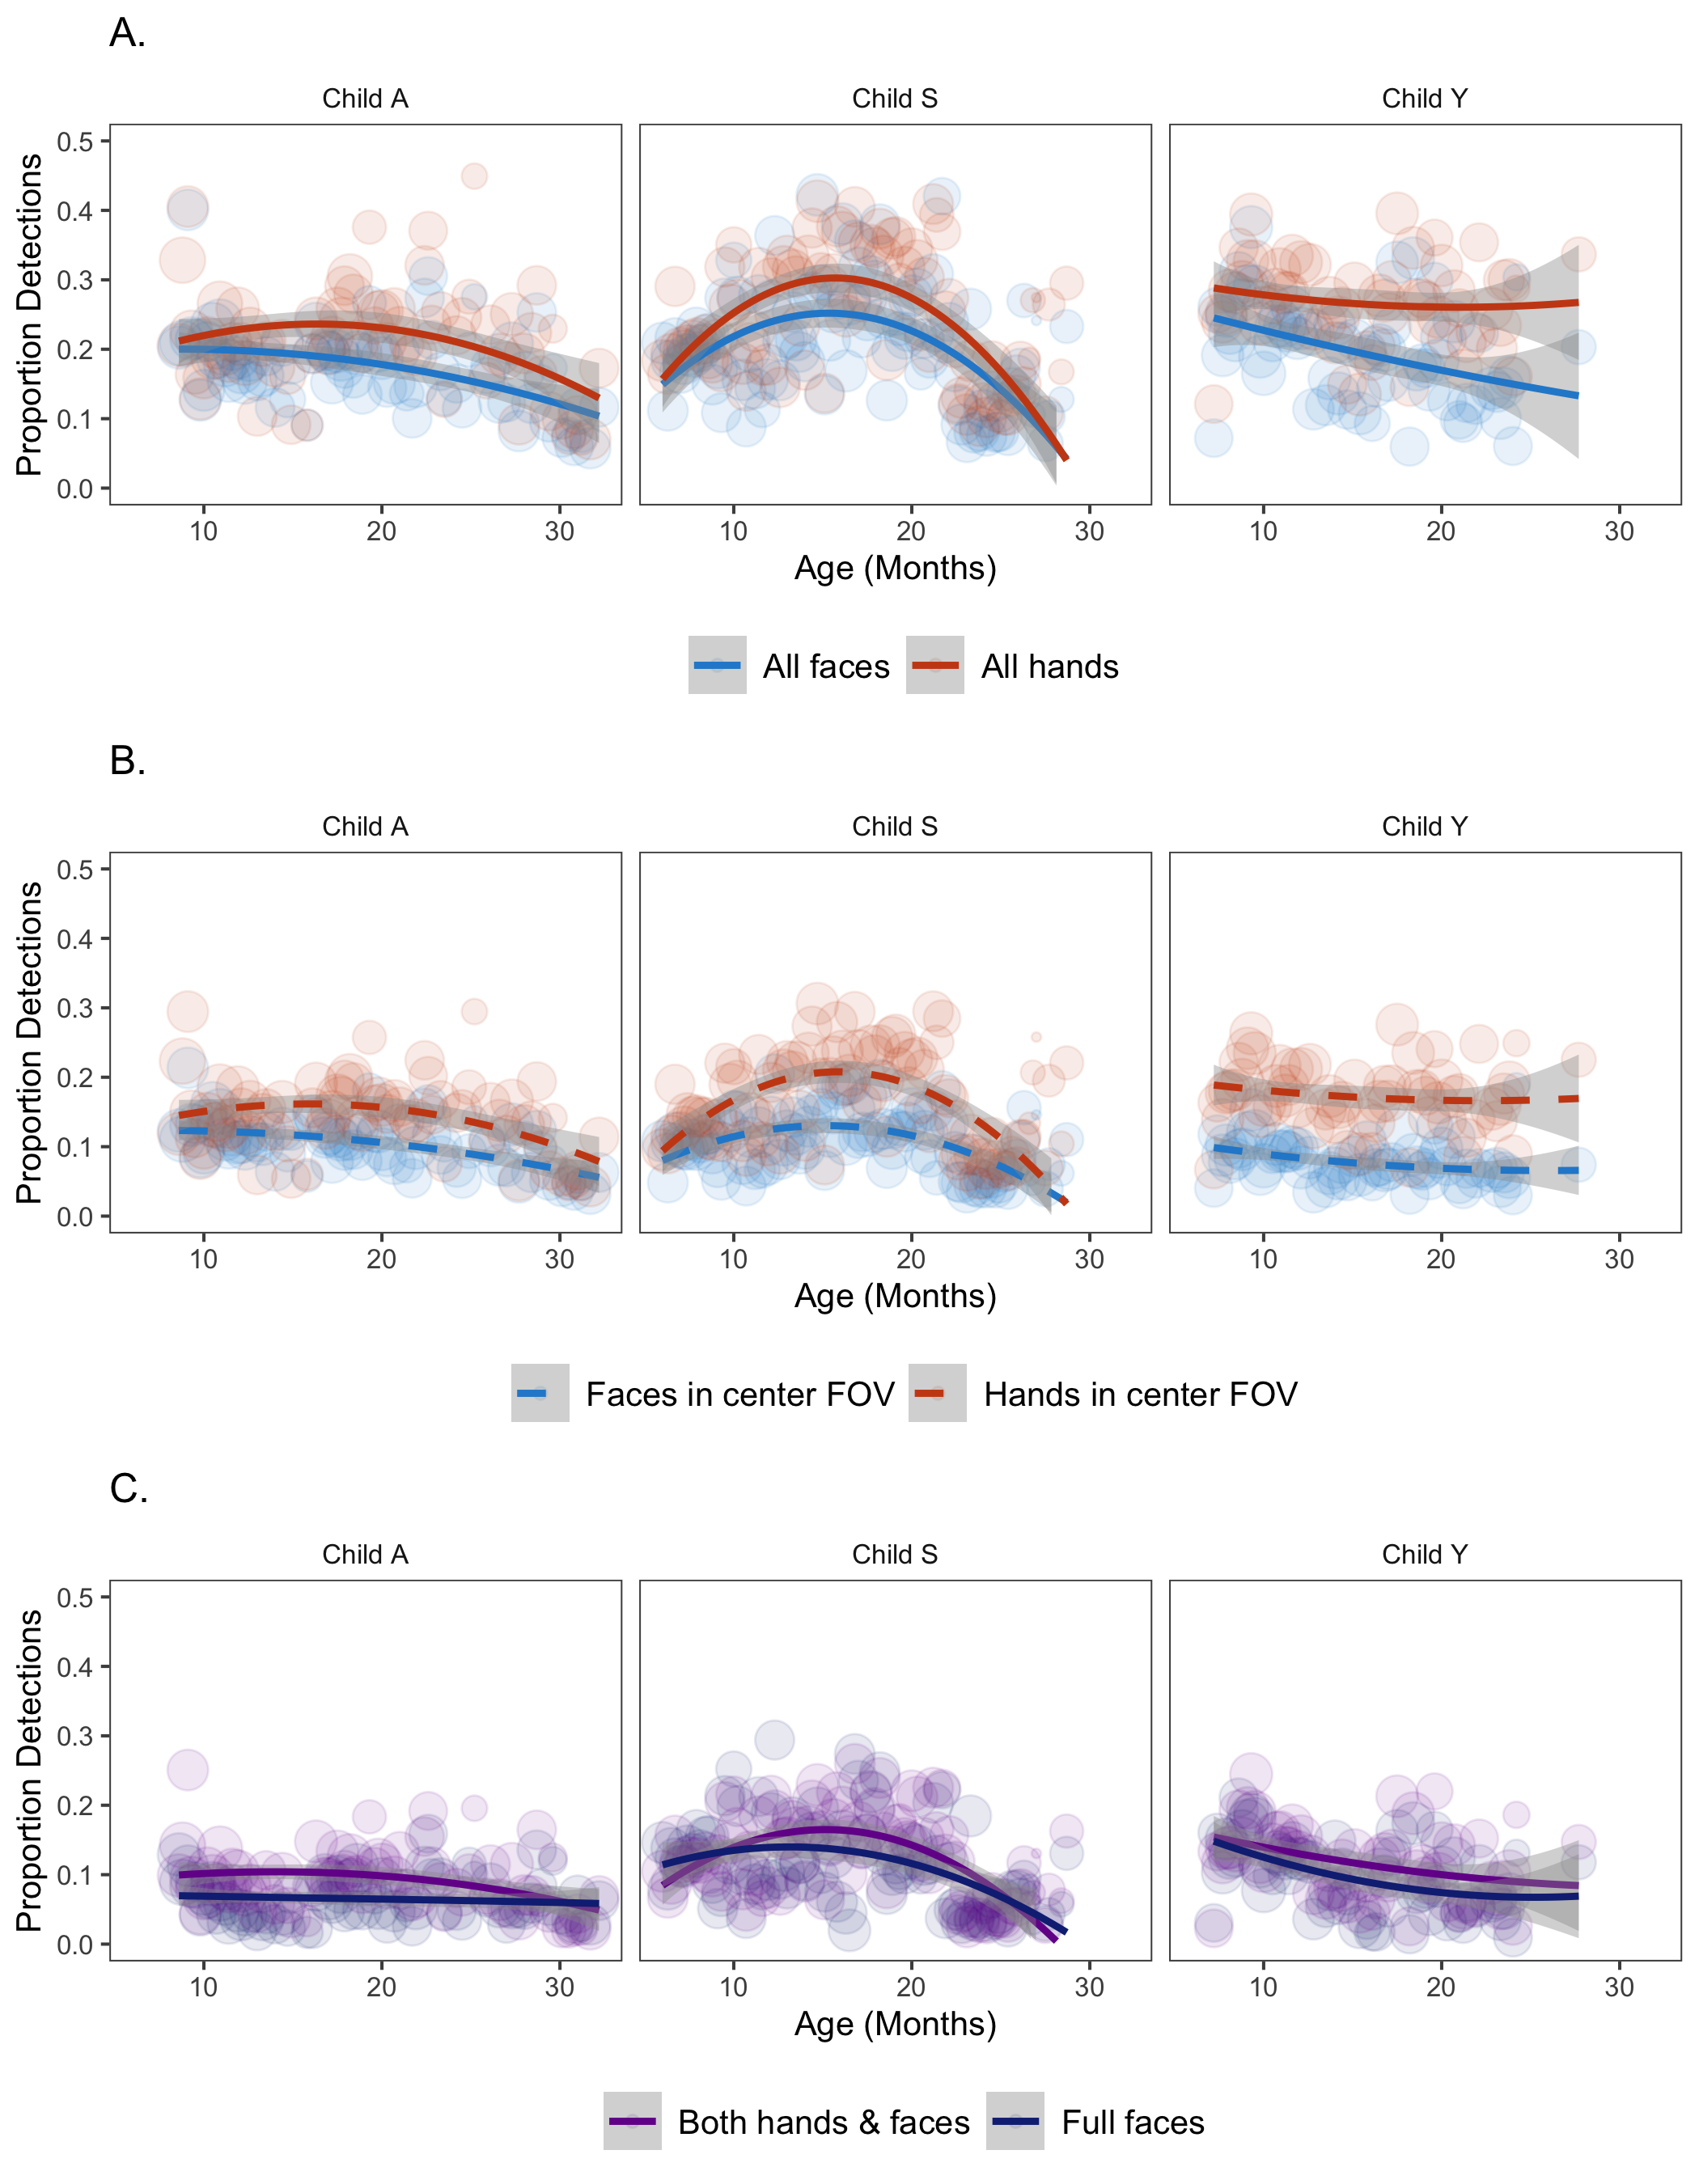 A.
Child A Child S Child Y
Proportion Detections
0.5
0.4
0.3
0.2
0.1
0.0
10 20 30 10 20 30 10 20 30
Age (Months)
All faces All hands
B.
Child A Child S Child Y
Proportion Detections
0.5
0.4
0.3
0.2
0.1
0.0
10 20 30 10 20 30 10 20 30
Age (Months)
Faces in center FOV Hands in center FOV
C.
Child A Child S Child Y
Proportion Detections
0.5
0.4
0.3
0.2
0.1
0.0
10 20 30 10 20 30 10 20 30
Age (Months)
Both hands & faces Full faces